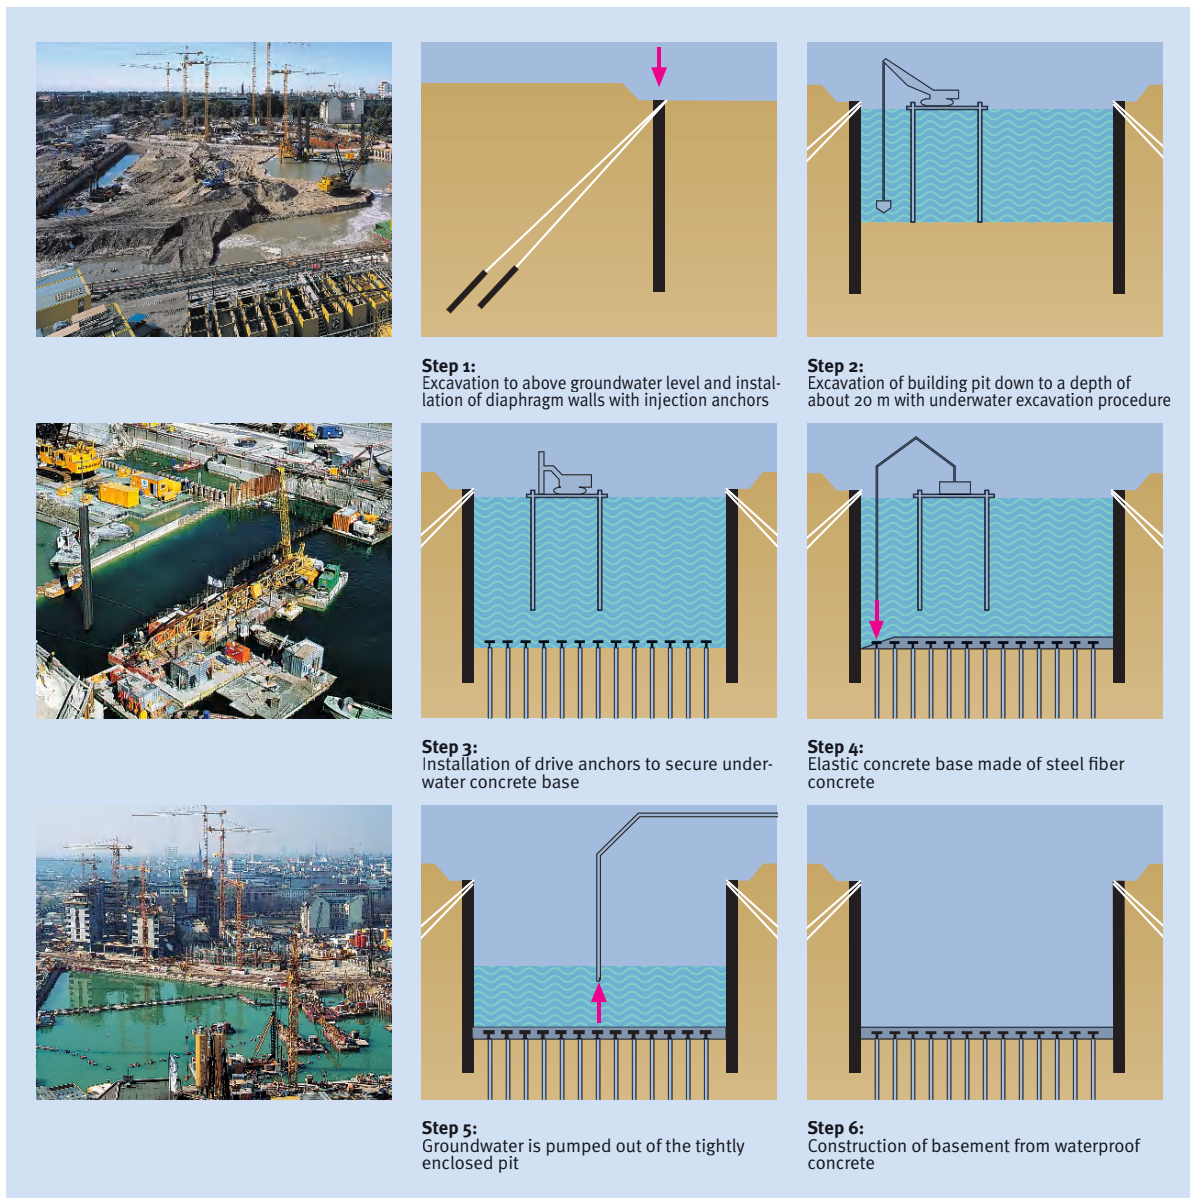 Step 1:
Excavation to above groundwater level and instal-
lation of diaphragm walls with injection anchors
Step 2:
Excavation of building pit down to a depth of
about 20 m with underwater excavation procedure
Step 3:
Installation of drive anchors to secure under-
water concrete base
Step 4:
Elastic concrete base made of steel fiber
concrete
Step 5:
Groundwater is pumped out of the tightly
enclosed pit
Step 6:
Construction of basement from waterproof
concrete